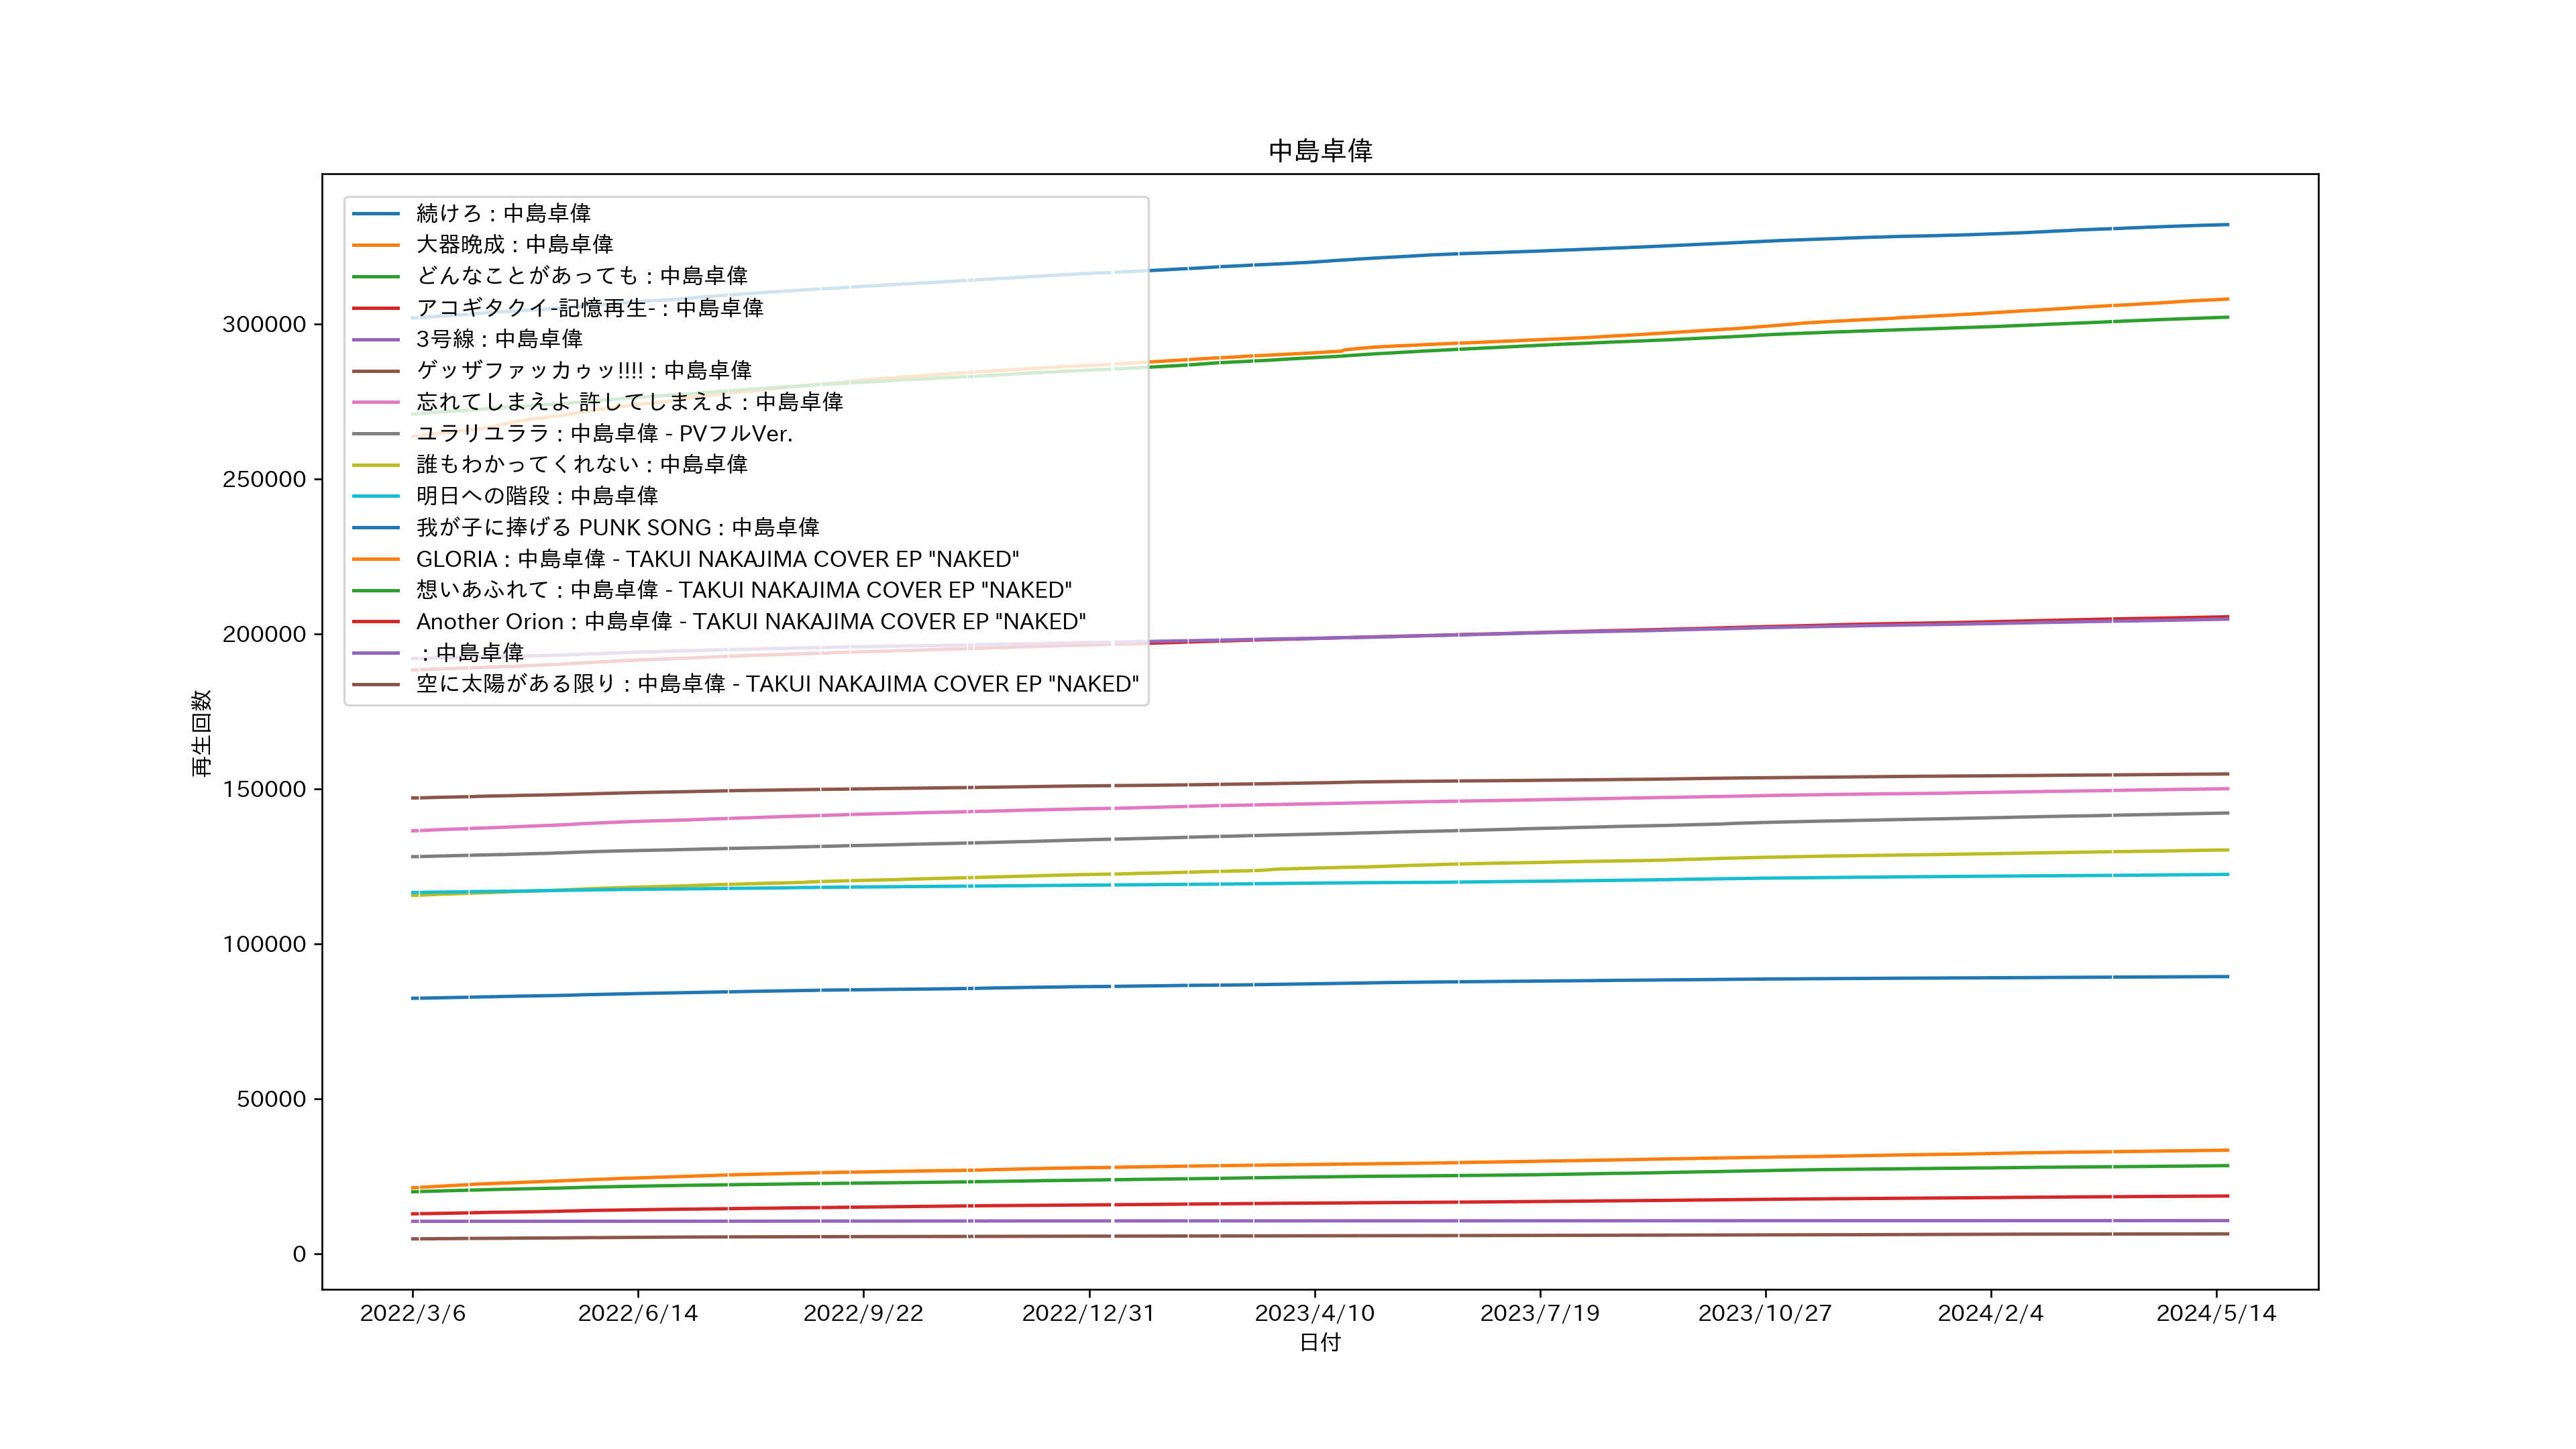 中島卓偉
続けろ : 中島卓偉
大器晩成 : 中島卓偉
どんなことがあっても : 中島卓偉
アコギタクイ-記憶再生- : 中島卓偉
3号線 : 中島卓偉
ゲッザファッカゥッ!!!! : 中島卓偉
忘れてしまえよ 許してしまえよ : 中島卓偉
ユラリユララ : 中島卓偉 - PVフルVer.
誰もわかってくれない : 中島卓偉
明日への階段 : 中島卓偉
我が子に捧げる PUNK SONG : 中島卓偉
GLORIA : 中島卓偉 - TAKUI NAKAJIMA COVER EP "NAKED"
想いあふれて : 中島卓偉 - TAKUI NAKAJIMA COVER EP "NAKED"
Another Orion : 中島卓偉 - TAKUI NAKAJIMA COVER EP "NAKED"
: 中島卓偉
空に太陽がある限り : 中島卓偉 - TAKUI NAKAJIMA COVER EP "NAKED"
再生回数
300000
250000
200000
150000
100000
50000
0
2022/3/6
2022/6/14
2022/9/22
2022/12/31
2023/4/10
2023/7/19
2023/10/27
2024/2/4
2024/5/14
日付